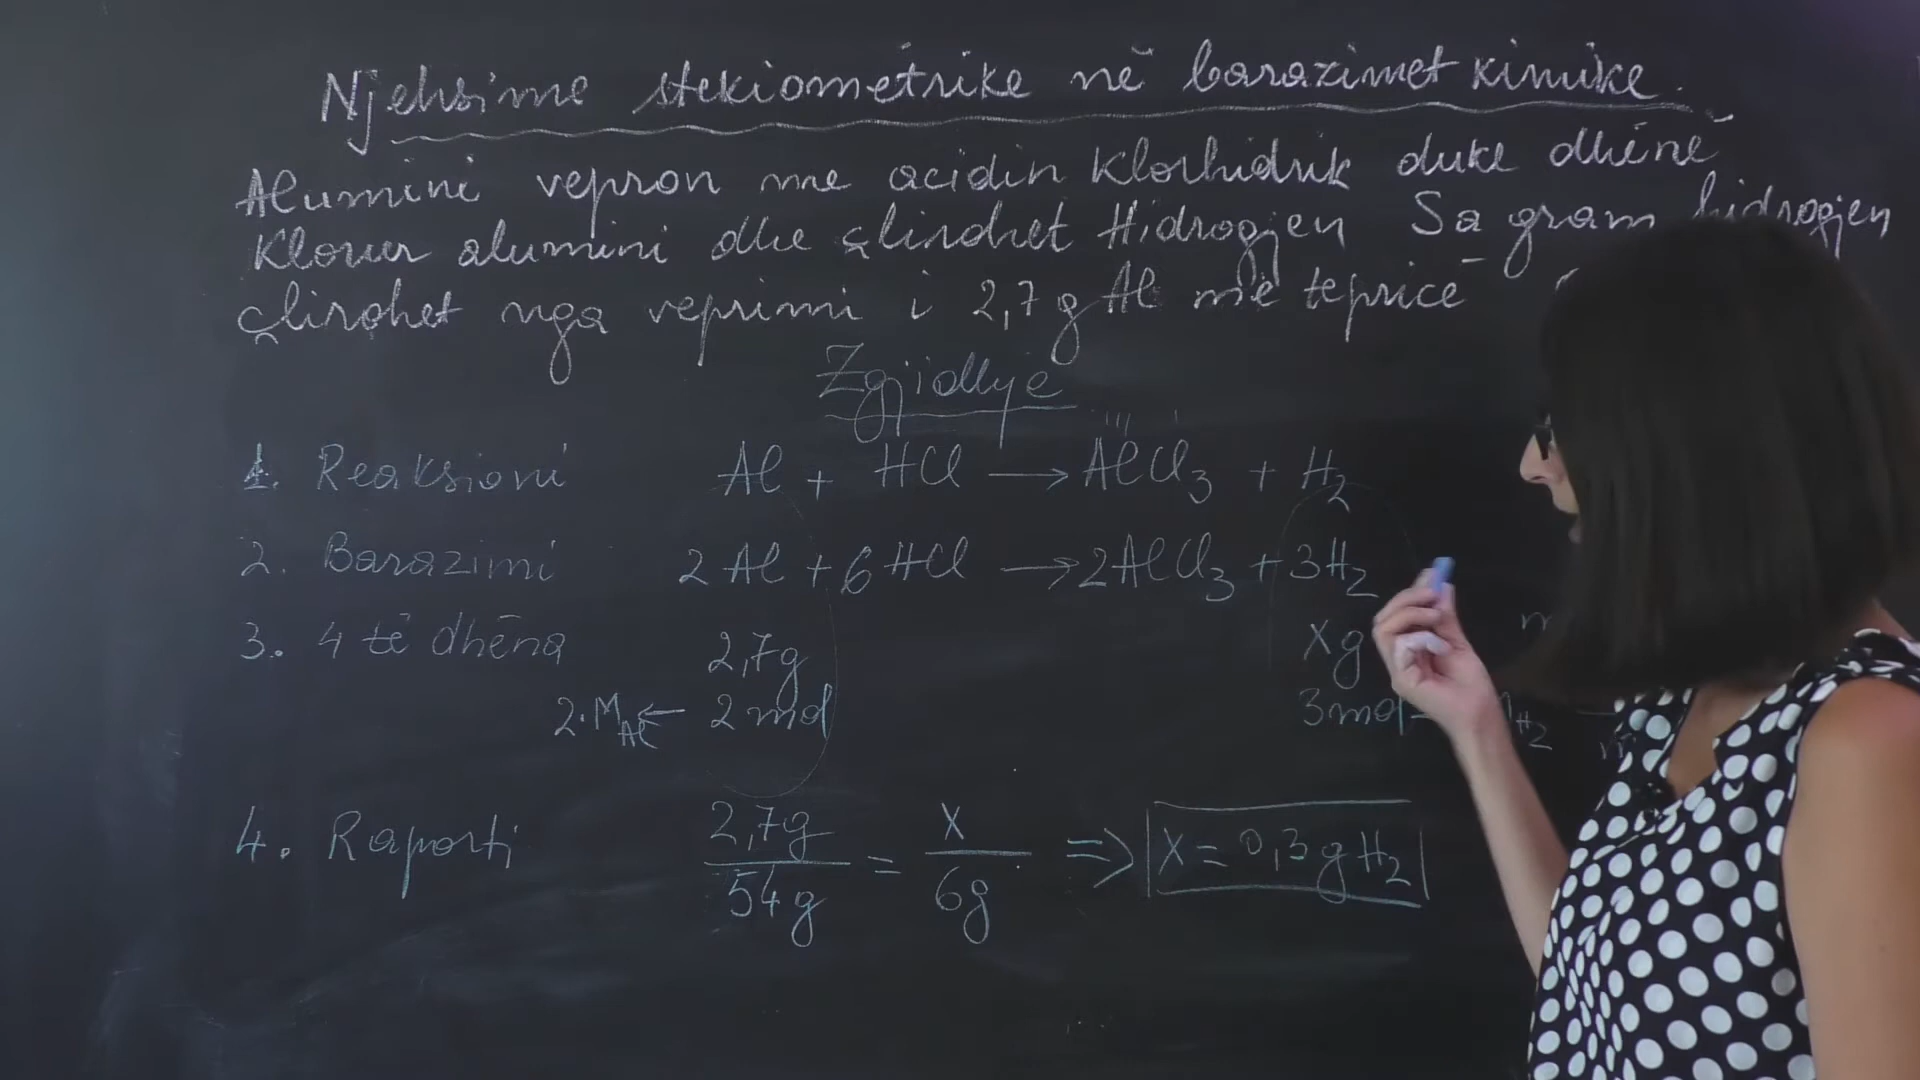 Njehsime stekiometrike në barazimet kimike.
Alumini vepron me acidin klorhidrik duke dhënë
Klorur alumini dhe çlirohet Hidrogjen Sa gram hidrogjen
çlirohet nga veprimi i 2,7 g Al me tepricë
Zgjidhje
1. Reaksioni Al + HCl → AlCl3 + H2
2. Barazimi 2Al + 6HCl → 2AlCl3 + 3H2
3. 4 të dhëna 2,7g xg
2·MAl ← 2 mol 3mol
4. Raporti 2,7g/54g = x/6g ⇒ X = 0,3 g H2